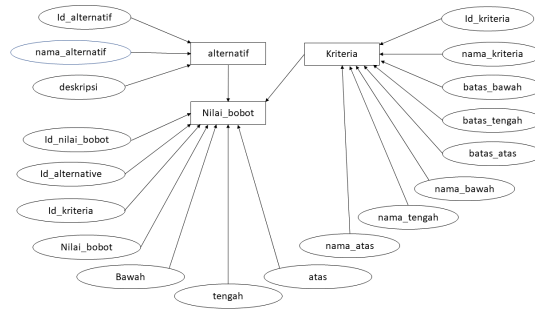 Id_alternatif
nama_alternatif
deskripsi
alternatif
Kriteria
Id_kriteria
nama_kriteria
batas_bawah
batas_tengah
batas_atas
nama_bawah
nama_tengah
nama_atas
Nilai_bobot
Id_nilai_bobot
Id_alternative
Id_kriteria
Nilai_bobot
Bawah
tengah
atas